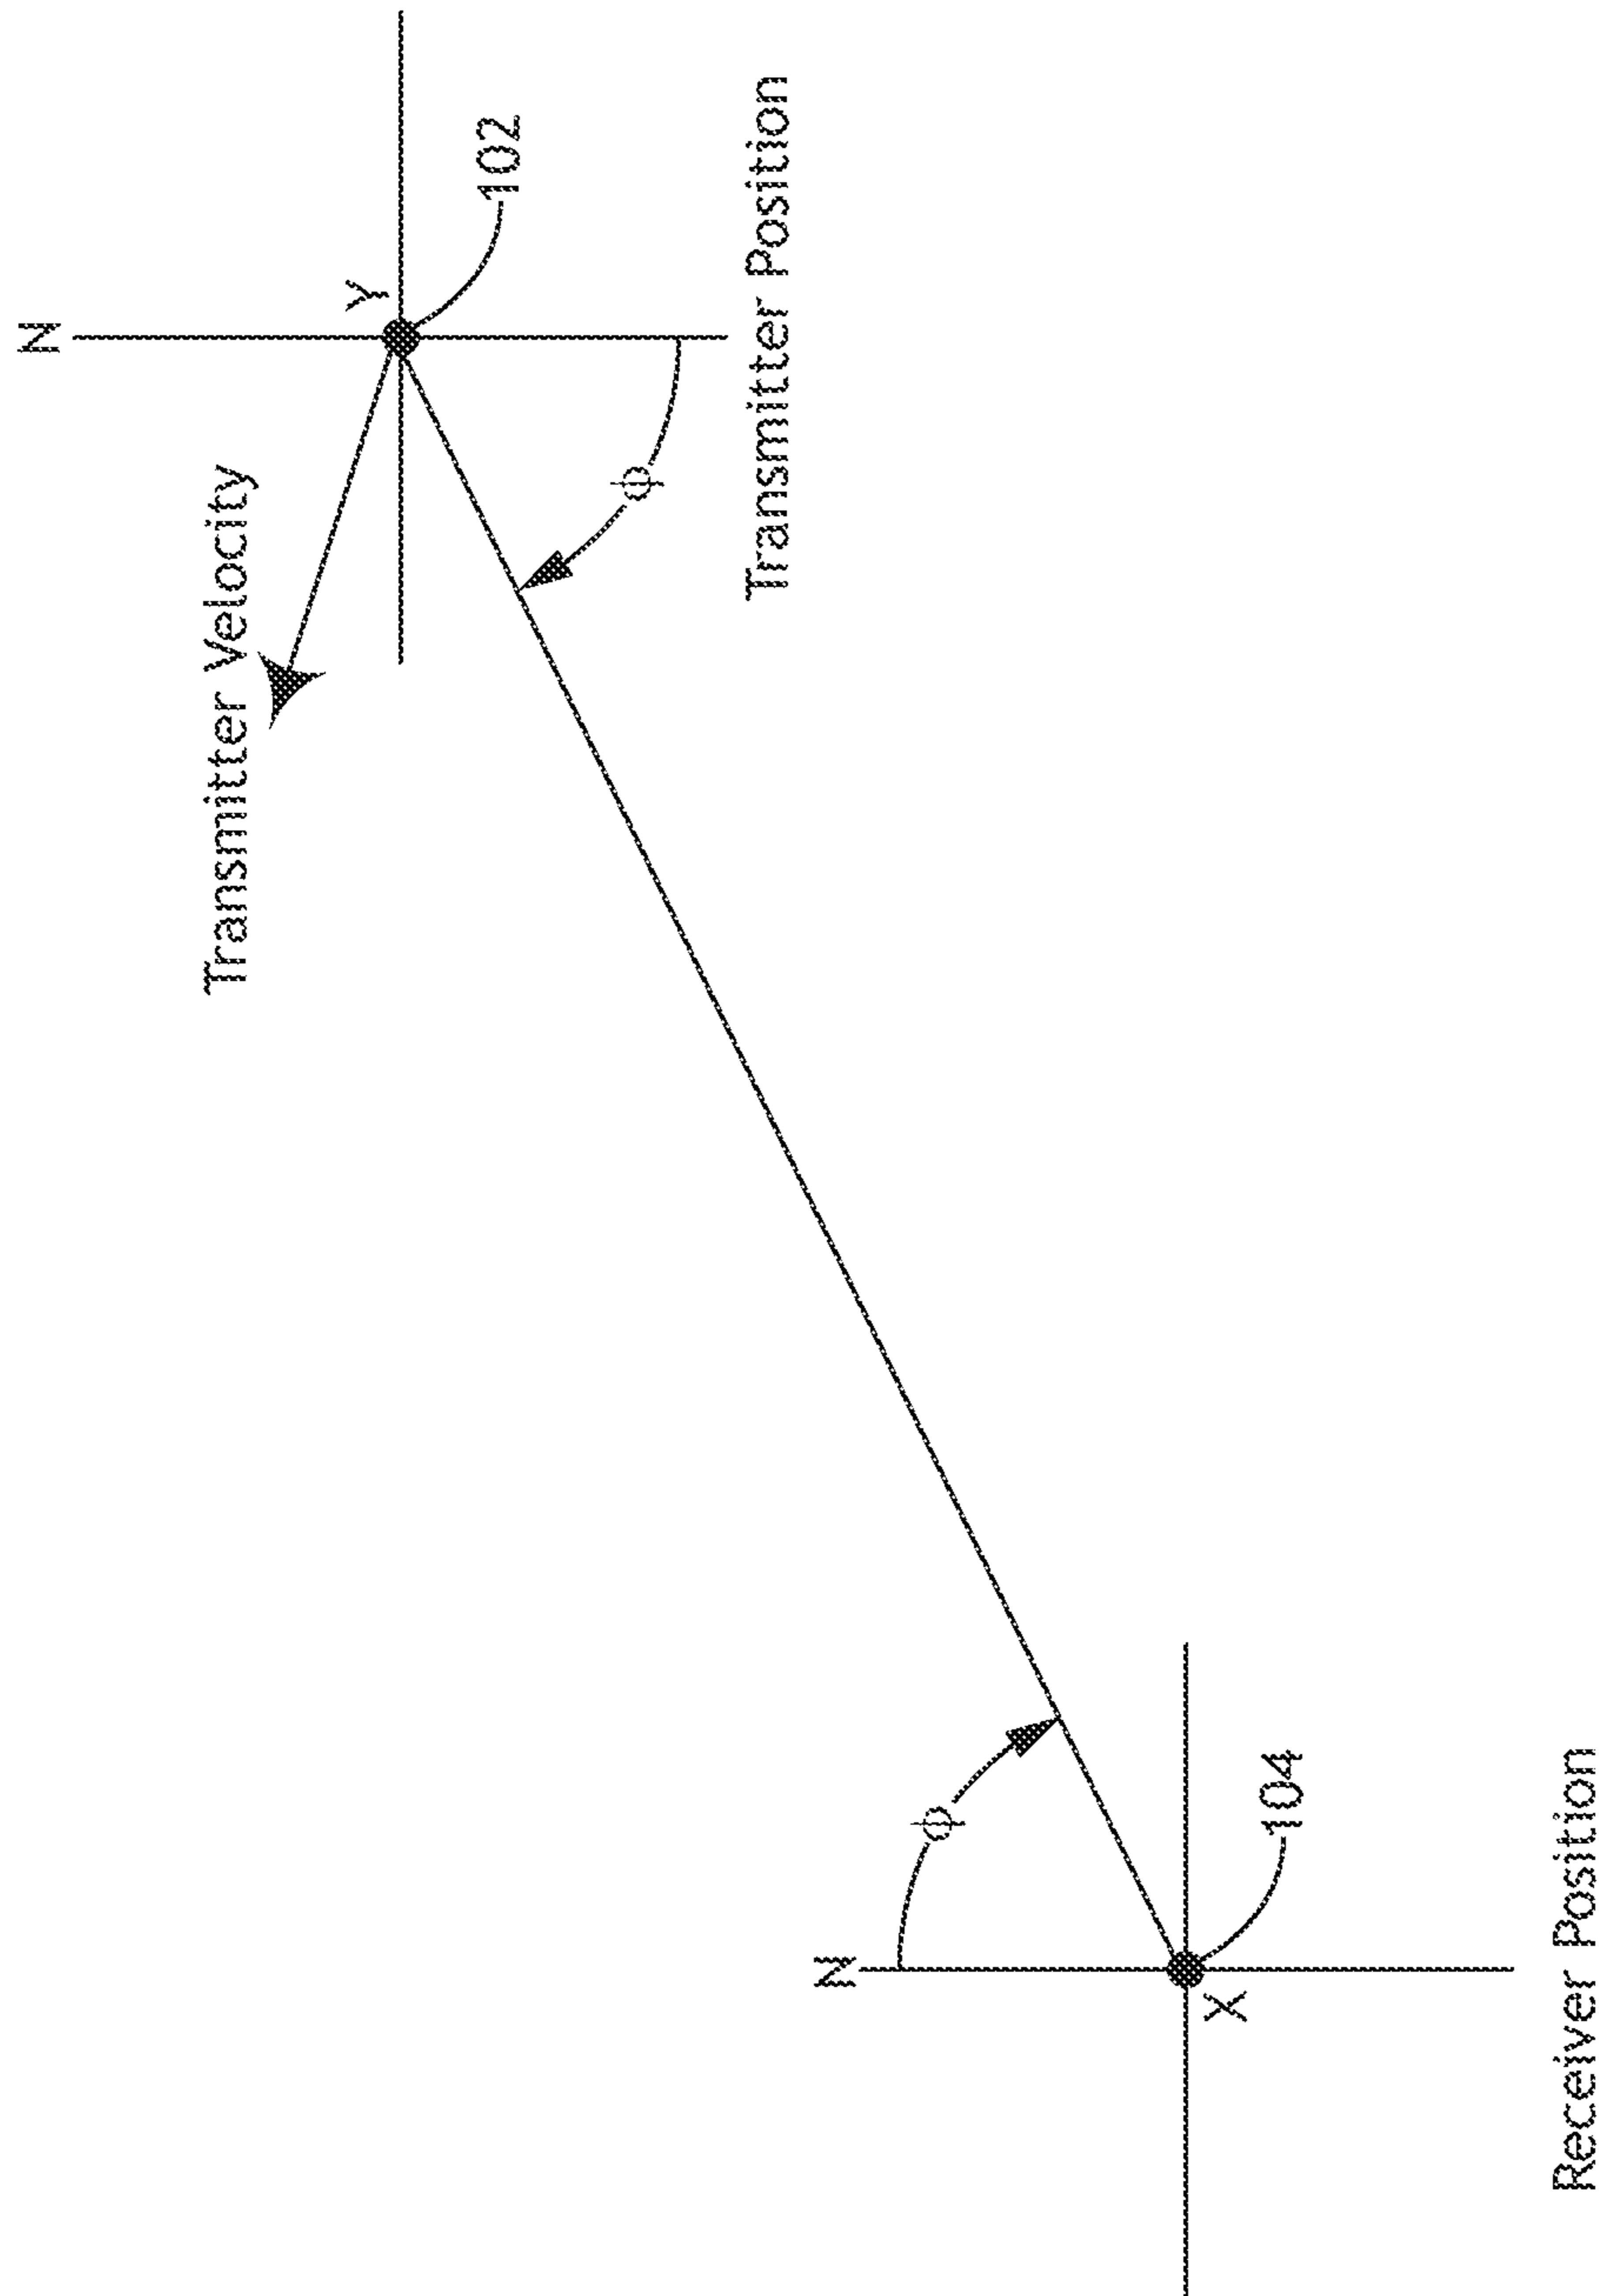 N
Transmitter Velocity
Y
102
φ
Transmitter Position
N
φ
X
104
Receiver Position